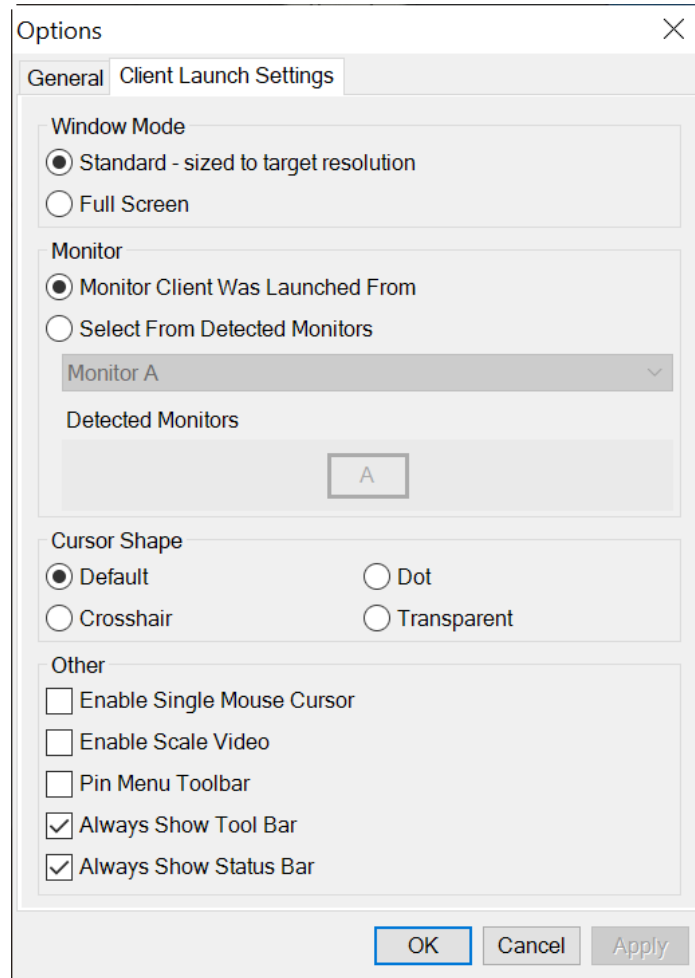 Options
General Client Launch Settings
Window Mode
Standard - sized to target resolution
Full Screen
Monitor
Monitor Client Was Launched From
Select From Detected Monitors
Monitor A
Detected Monitors
A
Cursor Shape
Default Dot
Crosshair Transparent
Other
Enable Single Mouse Cursor
Enable Scale Video
Pin Menu Toolbar
Always Show Tool Bar
Always Show Status Bar
OK Cancel Apply